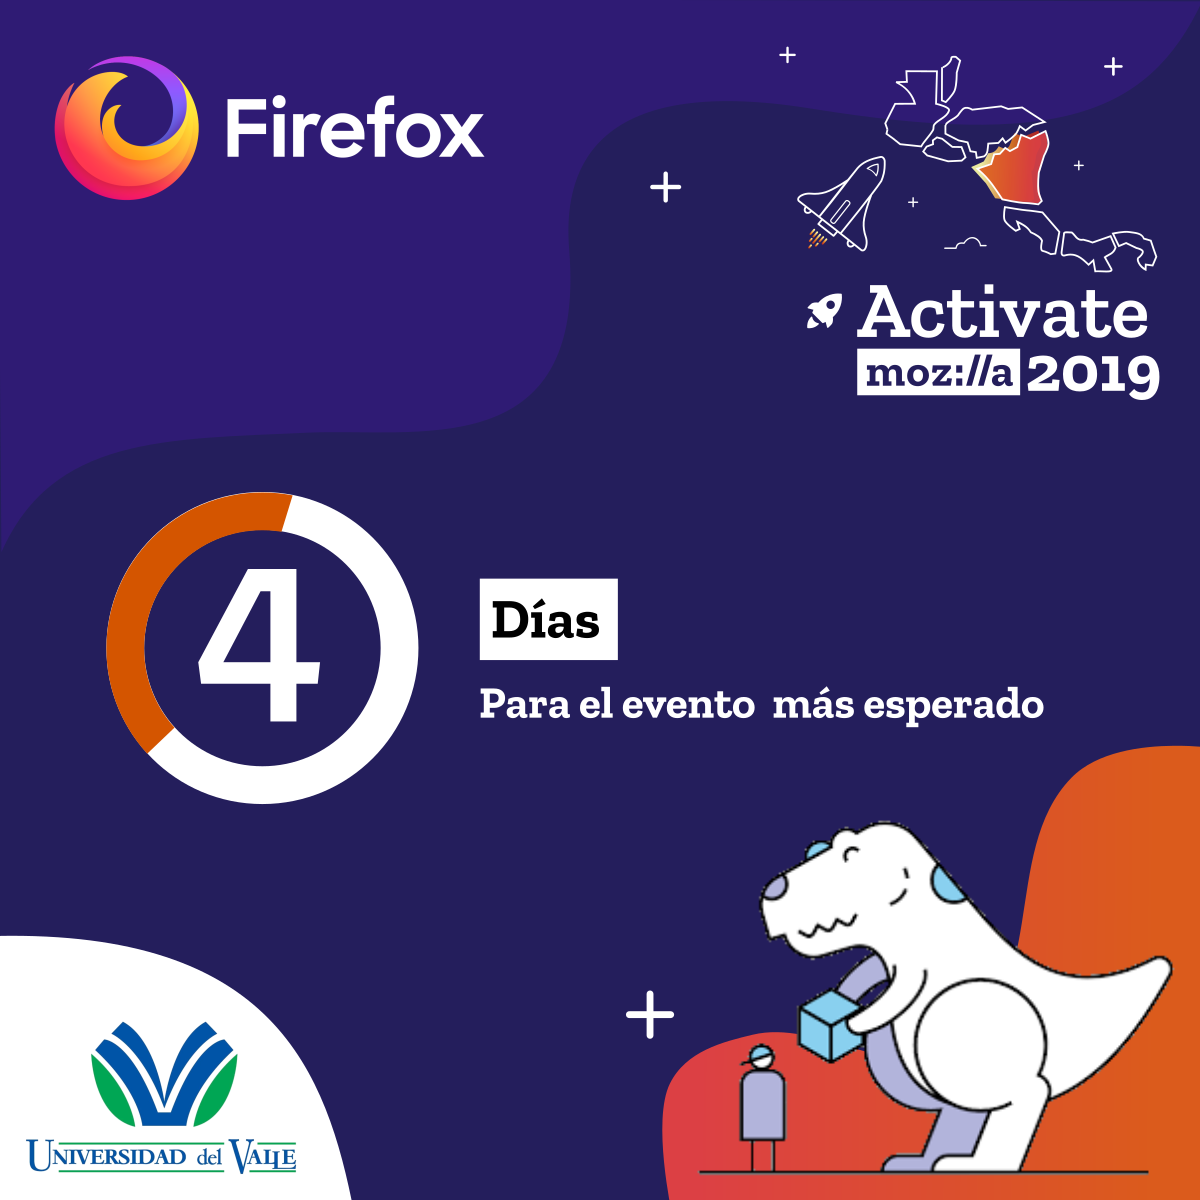 Firefox
Activate
moz://a 2019
4
Días
Para el evento más esperado
UNIVERSIDAD del VALLE